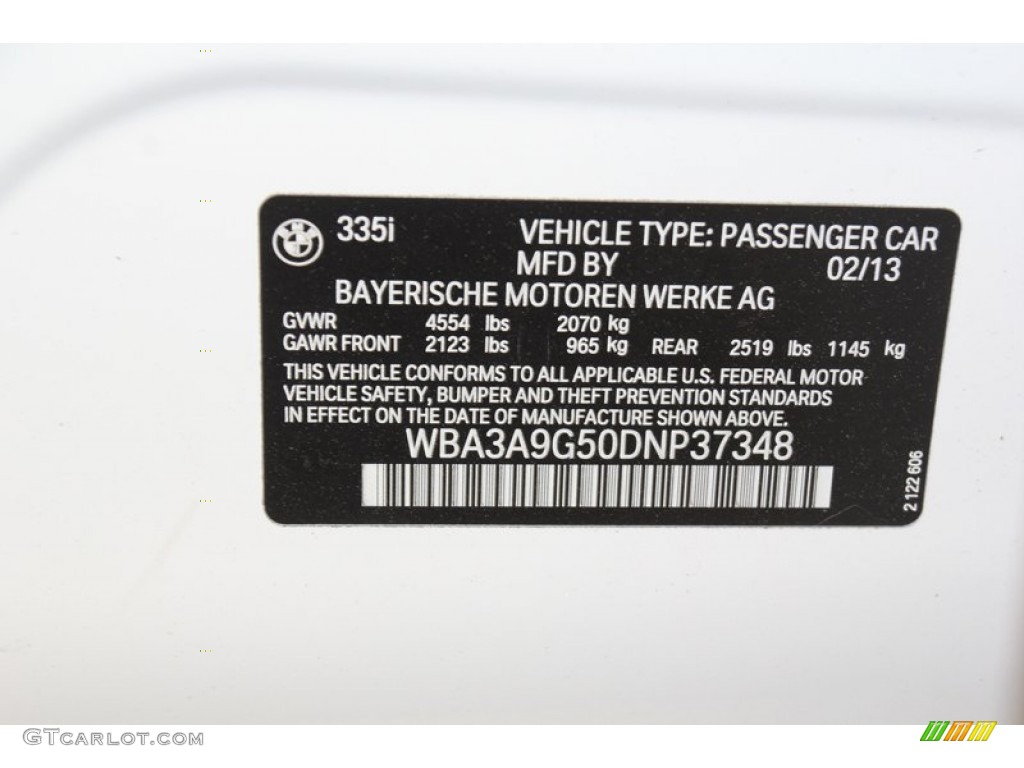 335i VEHICLE TYPE: PASSENGER CAR
MFD BY 02/13
BAYERISCHE MOTOREN WERKE AG
GVWR 4554 lbs 2070 kg
GAWR FRONT 2123 lbs 965 kg REAR 2519 lbs 1145 kg
THIS VEHICLE CONFORMS TO ALL APPLICABLE U.S. FEDERAL MOTOR
VEHICLE SAFETY, BUMPER AND THEFT PREVENTION STANDARDS
IN EFFECT ON THE DATE OF MANUFACTURE SHOWN ABOVE.
WBA3A9G50DNP37348
2 122 606
GTCARLOT.COM